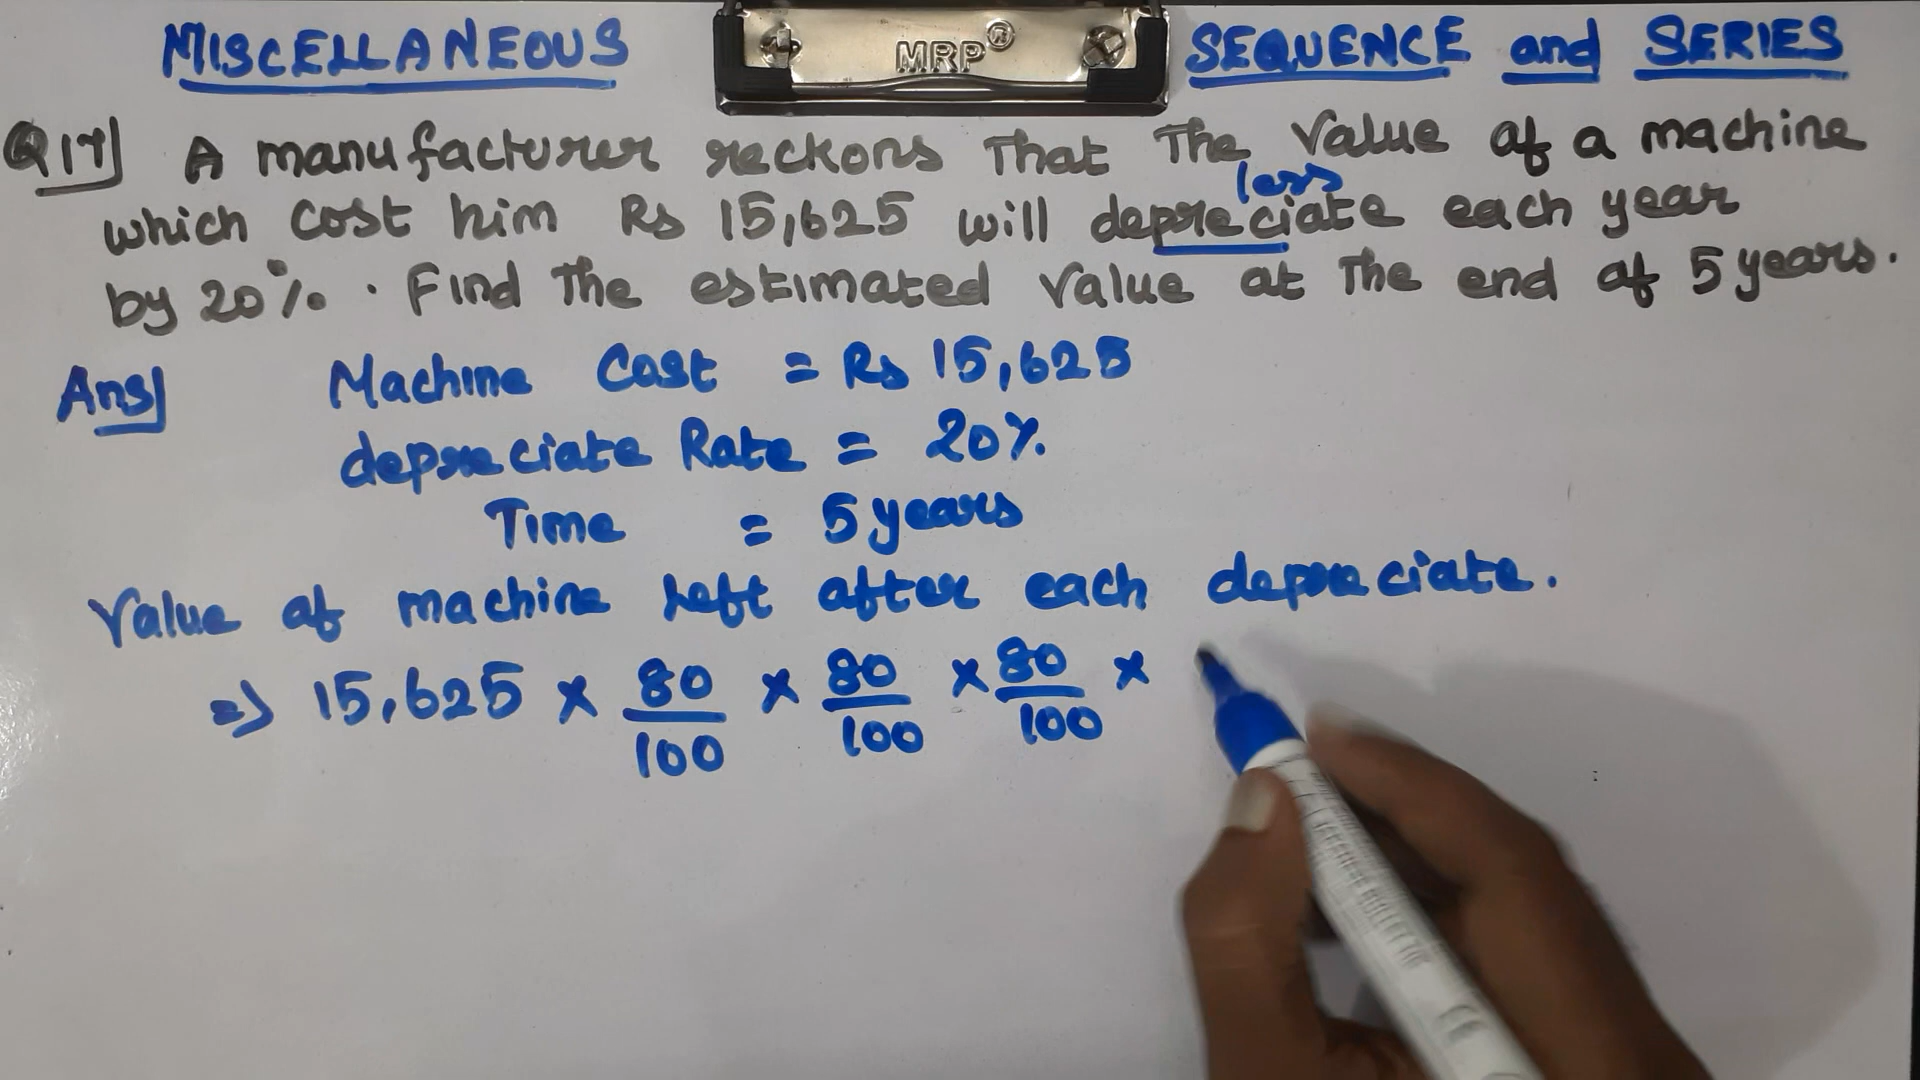 MISCELLANEOUS MRP® SEQUENCE and SERIES
Q17] A manufacturer reckons That The Value of a machine
less
which cost him Rs 15,625 will depreciate each year
by 20%. Find The estimated Value at The end of 5 years.
Ans] Machine Cost = Rs 15,625
depreciate Rate = 20%
Time = 5 years
Value of machine left after each depreciate.
⇒ 15,625 × 80/100 × 80/100 × 80/100 ×